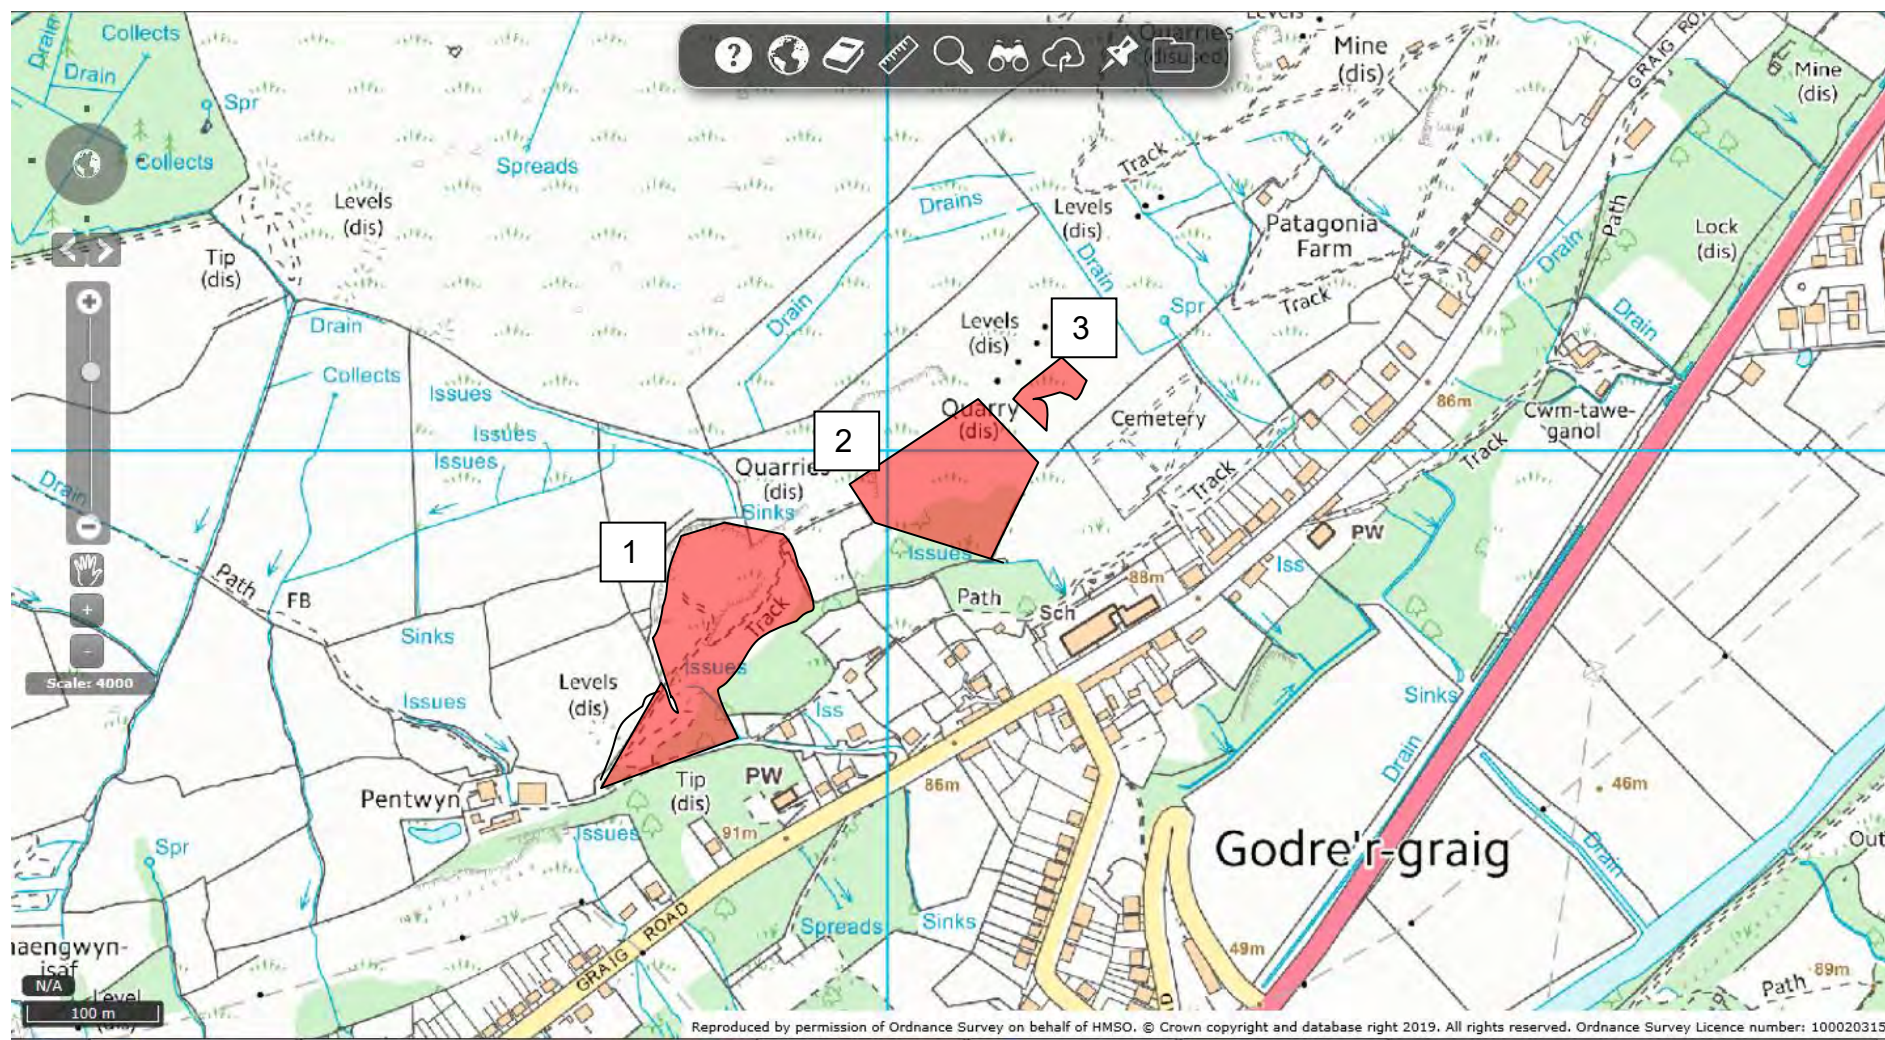 Collects
Drain
Drain
Spr
Collects
Spreads
Levels
(dis)
Tip
(dis)
Drain
Collects
Issues
Issues
Issues
Drain
Path
FB
Sinks
Issues
Scale: 4000
Levels
Quarries
(disused)
Mine
(dis)
GRAIG RO
Mine
(dis)
Track
Drains
Levels
(dis)
Drain
Patagonia
Farm
Track
Path
Drain
Lock
(dis)
Drain
Drain
Levels
(dis)
3
Spr
Quarry
(dis)
Cemetery
86m
Cwm-tawe-
ganol
Track
2
Quarries
(dis)
Sinks
Track
PW
1
Issues
Iss
88m
Path
Sch
Track
Issues
Levels
(dis)
Iss
Sinks
Drain
Pentwyn
Tip
(dis)
PW
86m
91m
46m
Issues
Spr
Godre'r-graig
Drain
Out
Spreads
Sinks
GRAIG ROAD
49m
naengwyn-
isaf
N/A
Level
(dis)
100 m
D
Path
89m
Reproduced by permission of Ordnance Survey on behalf of HMSO. © Crown copyright and database right 2019. All rights reserved. Ordnance Survey Licence number: 100020315